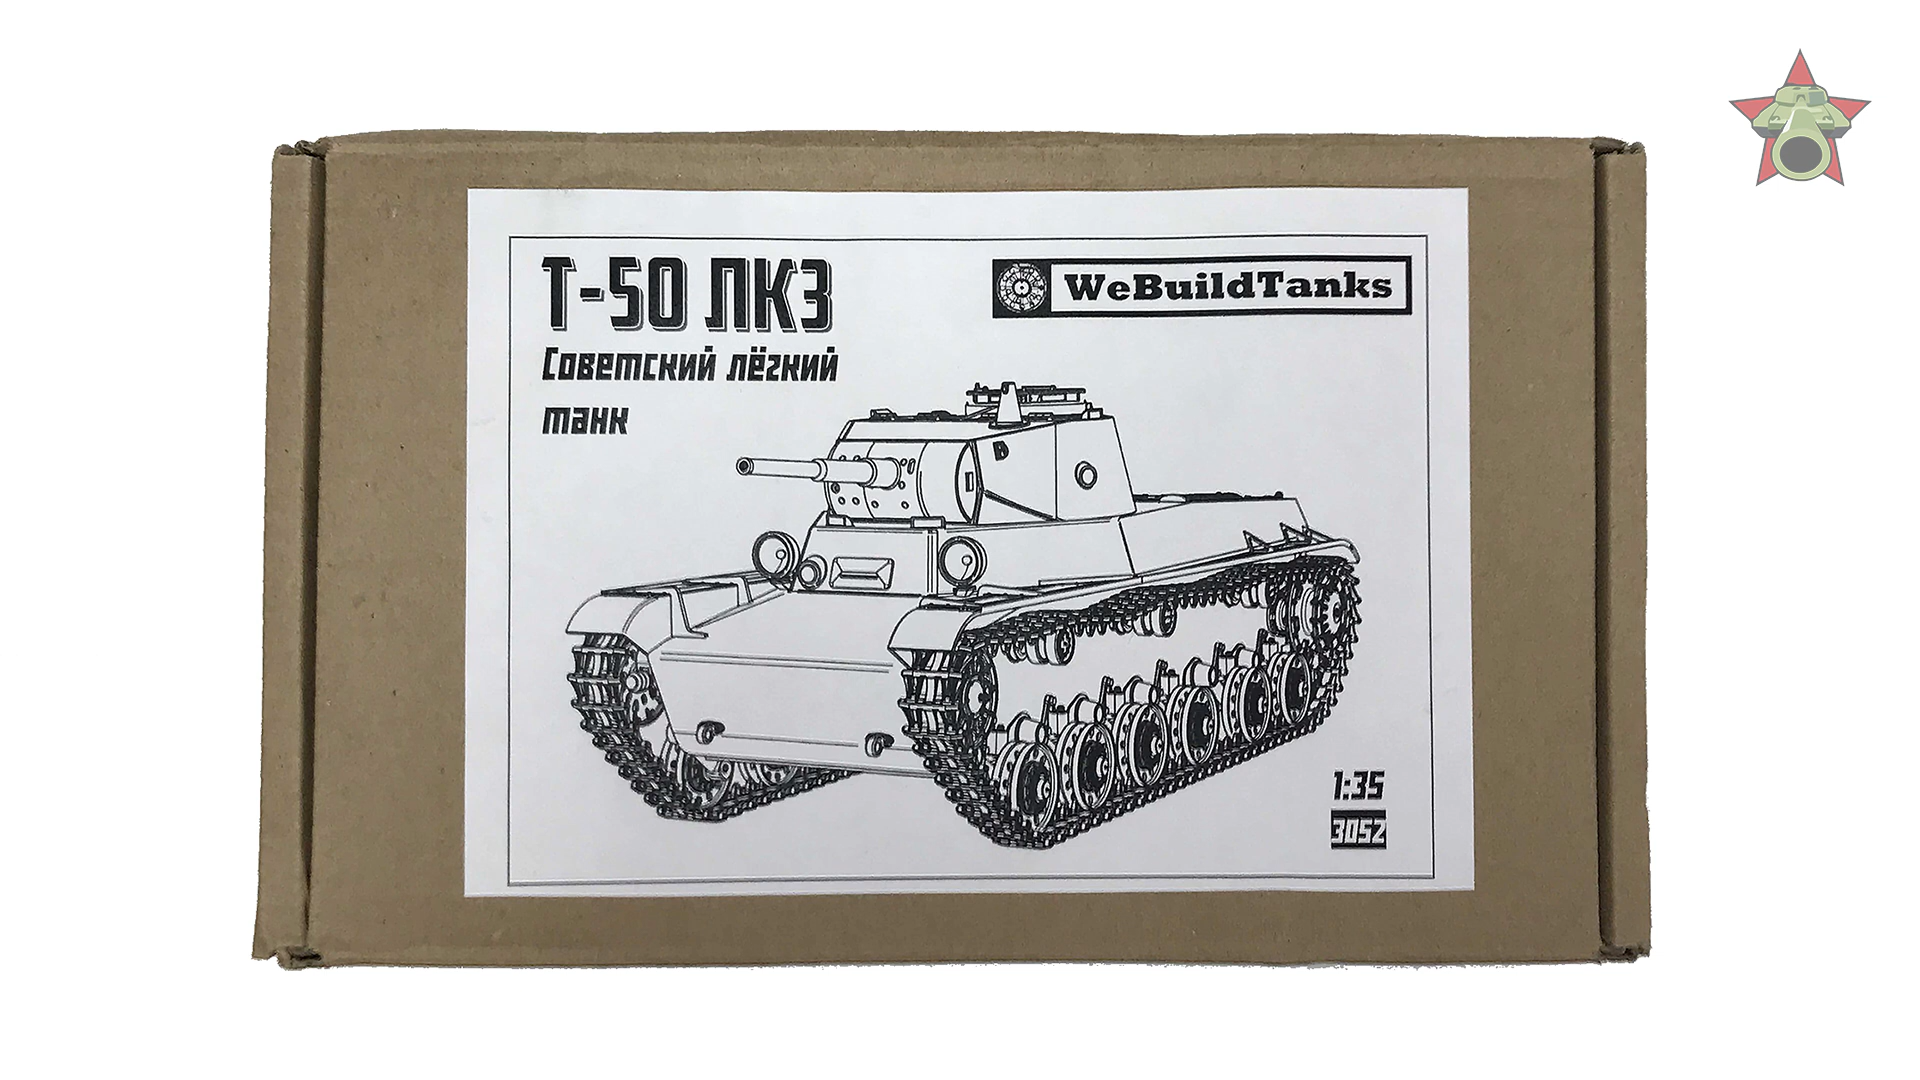 Т-50 ЛКЗ
WeBuildTanks
Советский лёгкий
танк
1:35
3052